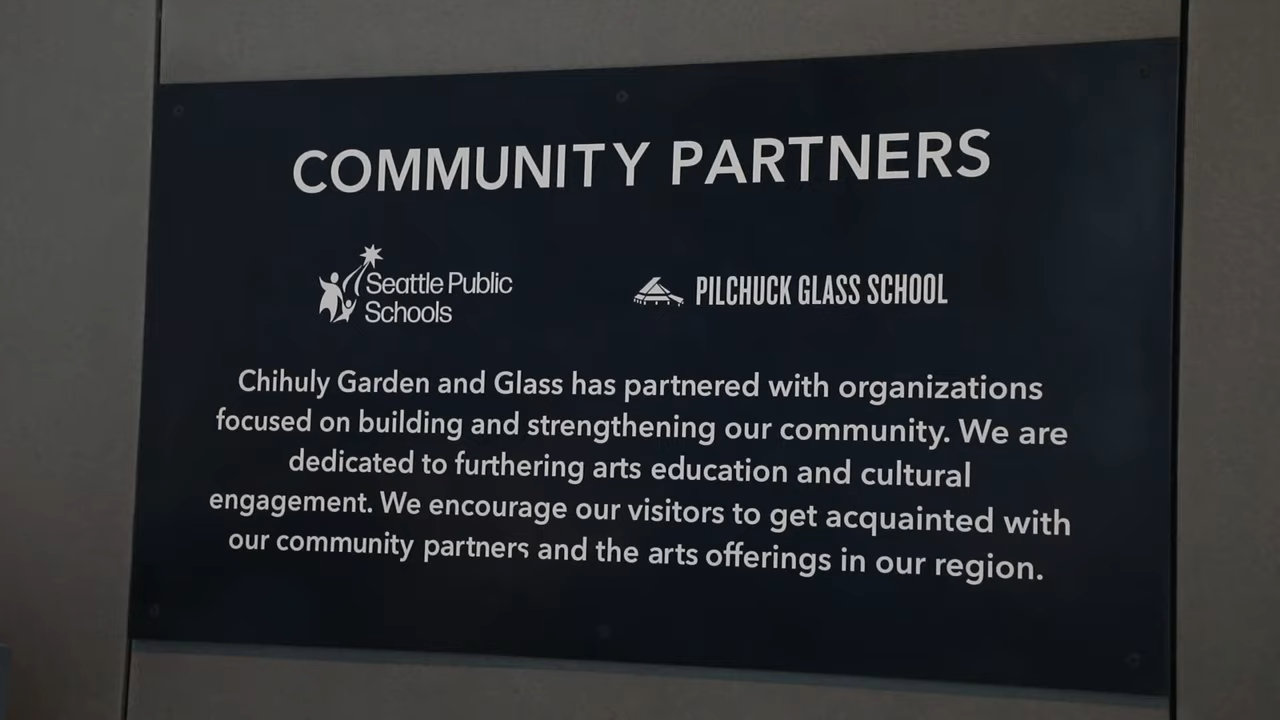 COMMUNITY PARTNERS
Seattle Public
Schools
PILCHUCK GLASS SCHOOL
Chihuly Garden and Glass has partnered with organizations
focused on building and strengthening our community. We are
dedicated to furthering arts education and cultural
engagement. We encourage our visitors to get acquainted with
our community partners and the arts offerings in our region.